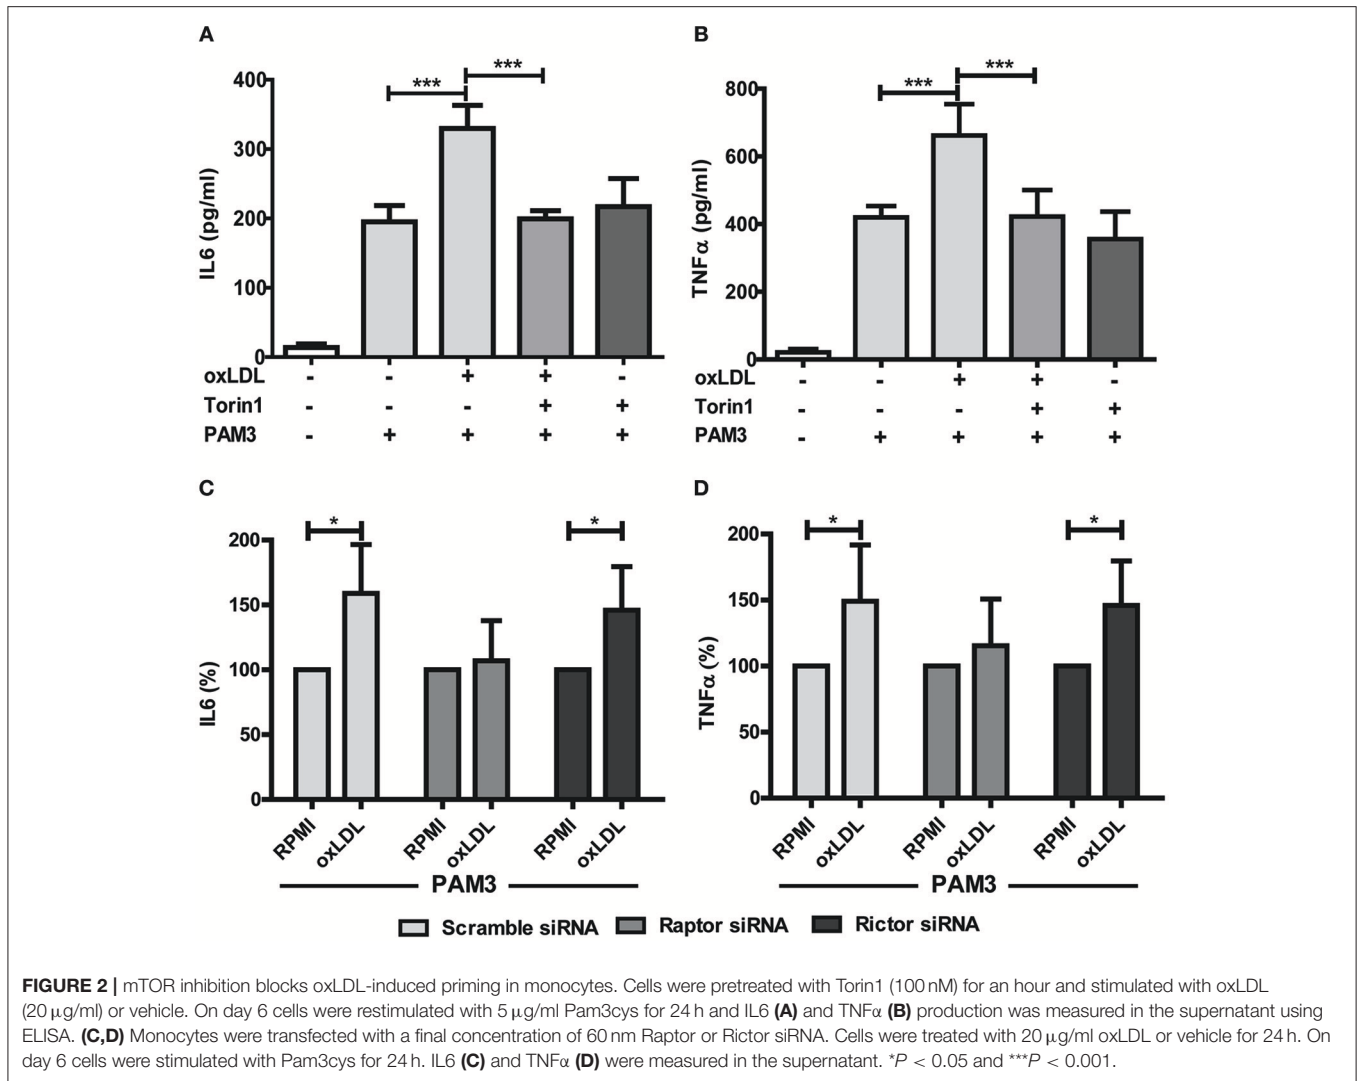 A
IL6 (pg/ml)
400
300
200
100
0
***
***
oxLDL - - + + -
Torin1 - - - + +
PAM3 - + + + +
B
TNFα (pg/ml)
800
600
400
200
0
***
***
oxLDL - - + + -
Torin1 - - - + +
PAM3 - + + + +
C
IL6 (%)
200
150
100
50
0
*
*
RPMI oxLDL RPMI oxLDL RPMI oxLDL
PAM3
D
TNFα (%)
200
150
100
50
0
*
*
RPMI oxLDL RPMI oxLDL RPMI oxLDL
PAM3
Scramble siRNA Raptor siRNA Rictor siRNA
FIGURE 2 | mTOR inhibition blocks oxLDL-induced priming in monocytes. Cells were pretreated with Torin1 (100 nM) for an hour and stimulated with oxLDL
(20 μg/ml) or vehicle. On day 6 cells were restimulated with 5 μg/ml Pam3cys for 24 h and IL6 (A) and TNFα (B) production was measured in the supernatant using
ELISA. (C,D) Monocytes were transfected with a final concentration of 60 nm Raptor or Rictor siRNA. Cells were treated with 20 μg/ml oxLDL or vehicle for 24 h. On
day 6 cells were stimulated with Pam3cys for 24 h. IL6 (C) and TNFα (D) were measured in the supernatant. *P < 0.05 and ***P < 0.001.